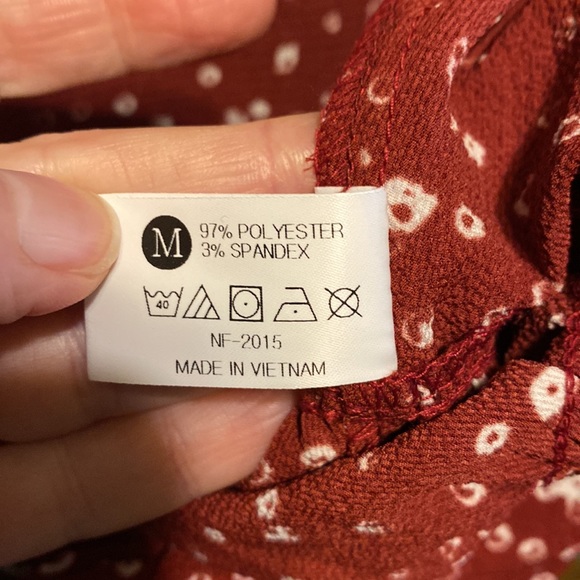 M
97% POLYESTER
3% SPANDEX
40
NF-2015
MADE IN VIETNAM